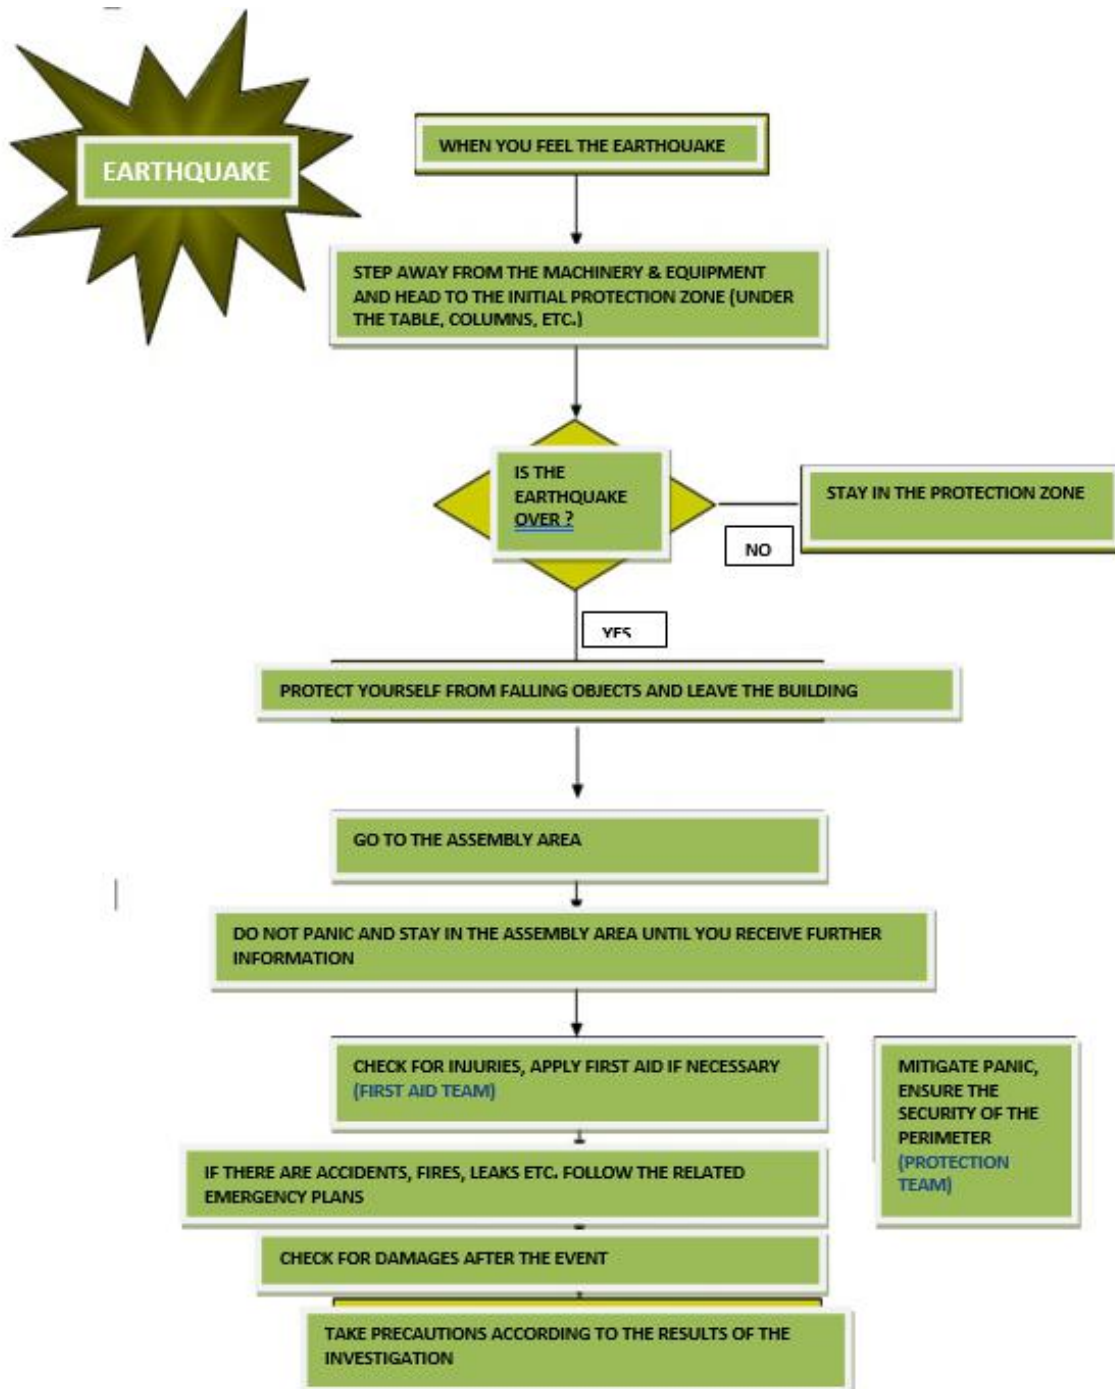 EARTHQUAKE
WHEN YOU FEEL THE EARTHQUAKE
STEP AWAY FROM THE MACHINERY & EQUIPMENT
AND HEAD TO THE INITIAL PROTECTION ZONE (UNDER
THE TABLE, COLUMNS, ETC.)
IS THE
EARTHQUAKE
OVER ?
STAY IN THE PROTECTION ZONE
NO
YES
PROTECT YOURSELF FROM FALLING OBJECTS AND LEAVE THE BUILDING
GO TO THE ASSEMBLY AREA
DO NOT PANIC AND STAY IN THE ASSEMBLY AREA UNTIL YOU RECEIVE FURTHER
INFORMATION
CHECK FOR INJURIES, APPLY FIRST AID IF NECESSARY
(FIRST AID TEAM)
MITIGATE PANIC,
ENSURE THE
SECURITY OF THE
PERIMETER
(PROTECTION
TEAM)
IF THERE ARE ACCIDENTS, FIRES, LEAKS ETC. FOLLOW THE RELATED
EMERGENCY PLANS
CHECK FOR DAMAGES AFTER THE EVENT
TAKE PRECAUTIONS ACCORDING TO THE RESULTS OF THE
INVESTIGATION